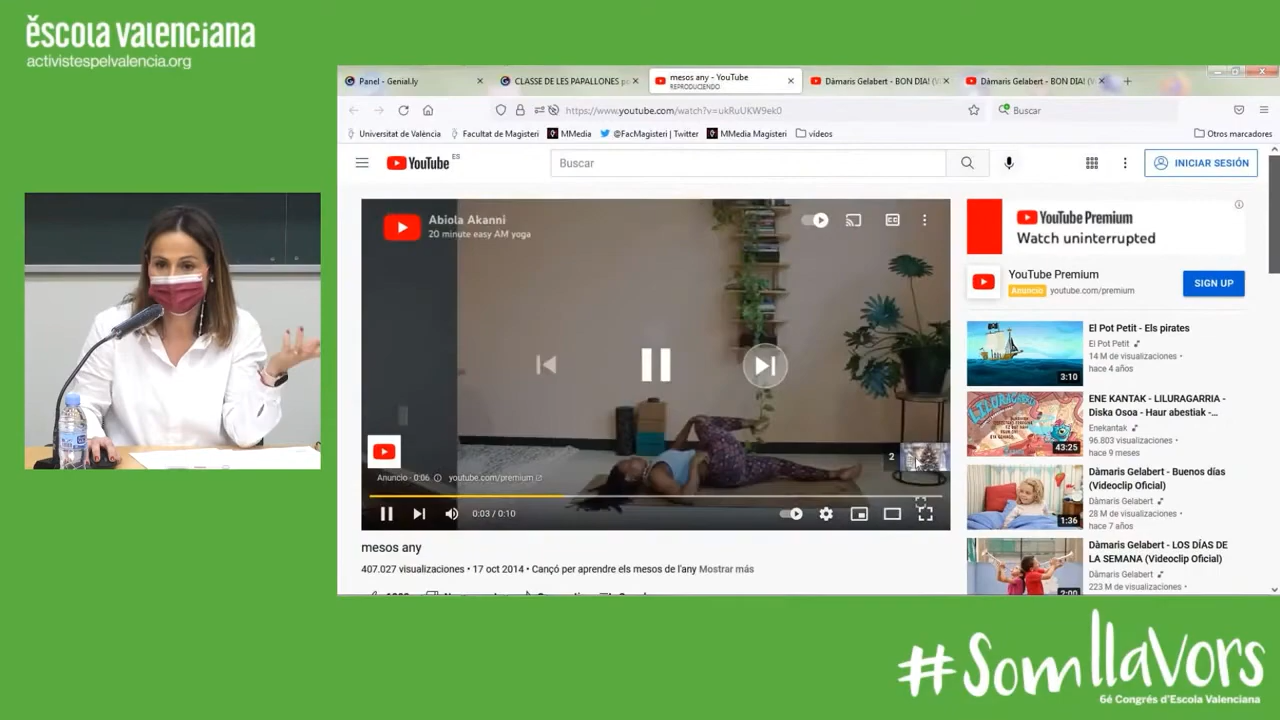 ĕscola valenciana
activistespelvalencia.org
Panel - Genial.ly
CLASSE DE LES PAPALLONES p
mesos any - YouTube
REPRODUCIENDO
Dàmaris Gelabert - BON DIA! (V
Dàmaris Gelabert - BON DIA! (V
https://www.youtube.com/watch?v=ukRuUKW9ek0
Buscar
Universitat de València
Facultat de Magisteri
MMedia
@FacMagisteri | Twitter
MMedia Magisteri
videos
Otros marcadores
YouTube ES
Buscar
INICIAR SESIÓN
Abiola Akanni
20 minute easy AM yoga
2
Anuncio · 0:06
youtube.com/premium
0:03 / 0:10
mesos any
407.027 visualizaciones • 17 oct 2014 • Cançó per aprendre els mesos de l'any Mostrar más
YouTube Premium
Watch uninterrupted
YouTube Premium
Anuncio youtube.com/premium
SIGN UP
El Pot Petit - Els pirates
El Pot Petit
14 M de visualizaciones •
hace 4 años
3:10
ENE KANTAK - LILURAGARRIA -
Diska Osoa - Haur abestiak -...
Enekantak
96.803 visualizaciones •
hace 9 meses
LILURAGARRIA
43:25
Dàmaris Gelabert - Buenos días
(Videoclip Oficial)
Dàmaris Gelabert
28 M de visualizaciones •
hace 7 años
1:36
Dàmaris Gelabert - LOS DÍAS DE
LA SEMANA (Videoclip Oficial)
Dàmaris Gelabert
223 M de visualizaciones •
2:00
#Somllavors
6é Congrés d'Escola Valenciana